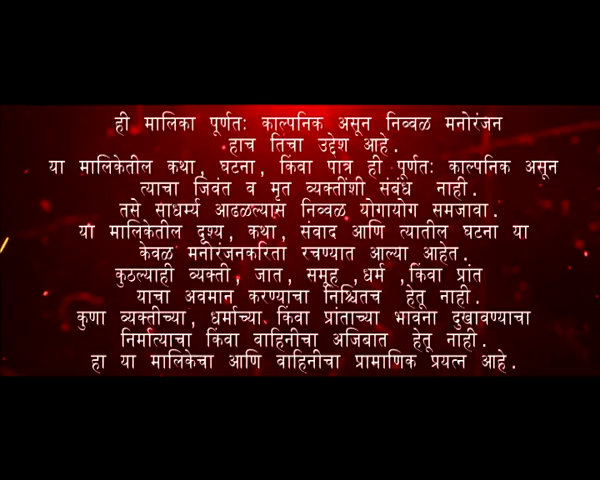 ही मालिका पूर्णतः काल्पनिक असून निव्वळ मनोरंजन
हाच तिचा उद्देश आहे.
या मालिकेतील कथा, घटना, किंवा पात्र ही पूर्णतः काल्पनिक असून
त्याचा जिवंत व मृत व्यक्तींशी संबंध नाही.
तसे साधर्म्य आढळल्यास निव्वळ योगायोग समजावा.
या मालिकेतील दृश्य, कथा, संवाद आणि त्यातील घटना या
केवळ मनोरंजनकरिता रचण्यात आल्या आहेत.
कुठल्याही व्यक्ती, जात, समूह ,धर्म ,किंवा प्रांत
याचा अवमान करण्याचा निश्चितच हेतू नाही.
कुणा व्यक्तीच्या, धर्माच्या किंवा प्रांताच्या भावना दुखावण्याचा
निर्मात्याचा किंवा वाहिनीचा अजिबात हेतू नाही.
हा या मालिकेचा आणि वाहिनीचा प्रामाणिक प्रयत्न आहे.